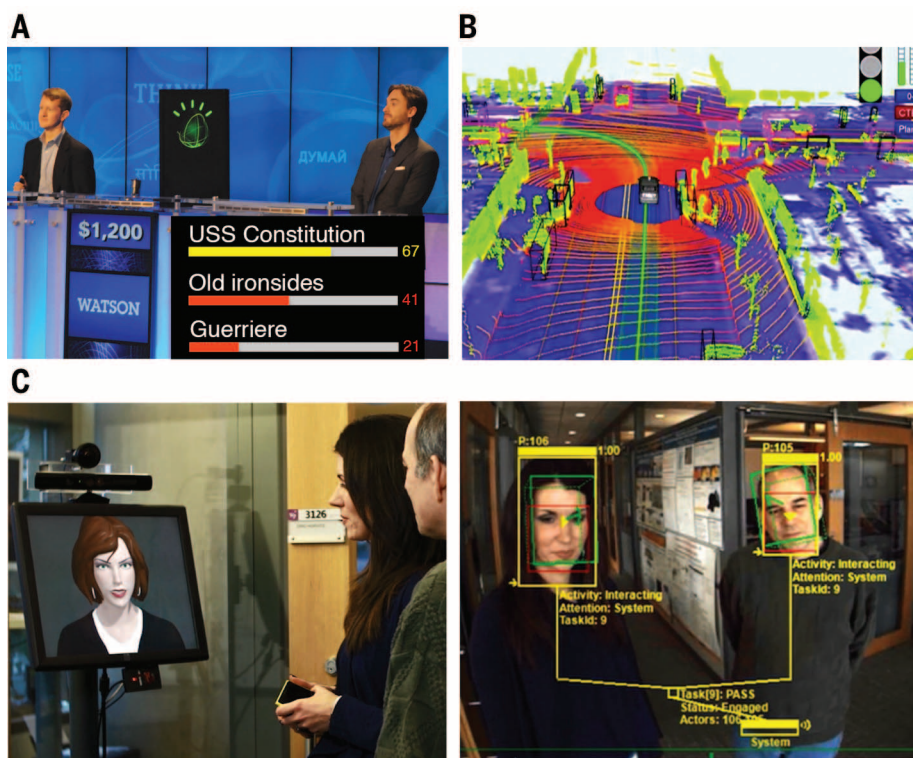 A
THINK
ДУМАЙ
$1,200
WATSON
USS Constitution
67
Old ironsides
41
Guerriere
21
B
C
3126
P:106
1.00
Activity: Interacting
Attention: System
TaskId: 9
P:105
1.00
Activity: Interacting
Attention: System
TaskId: 9
Task[9]: PASS
Status: Engaged
Actors: 106
System